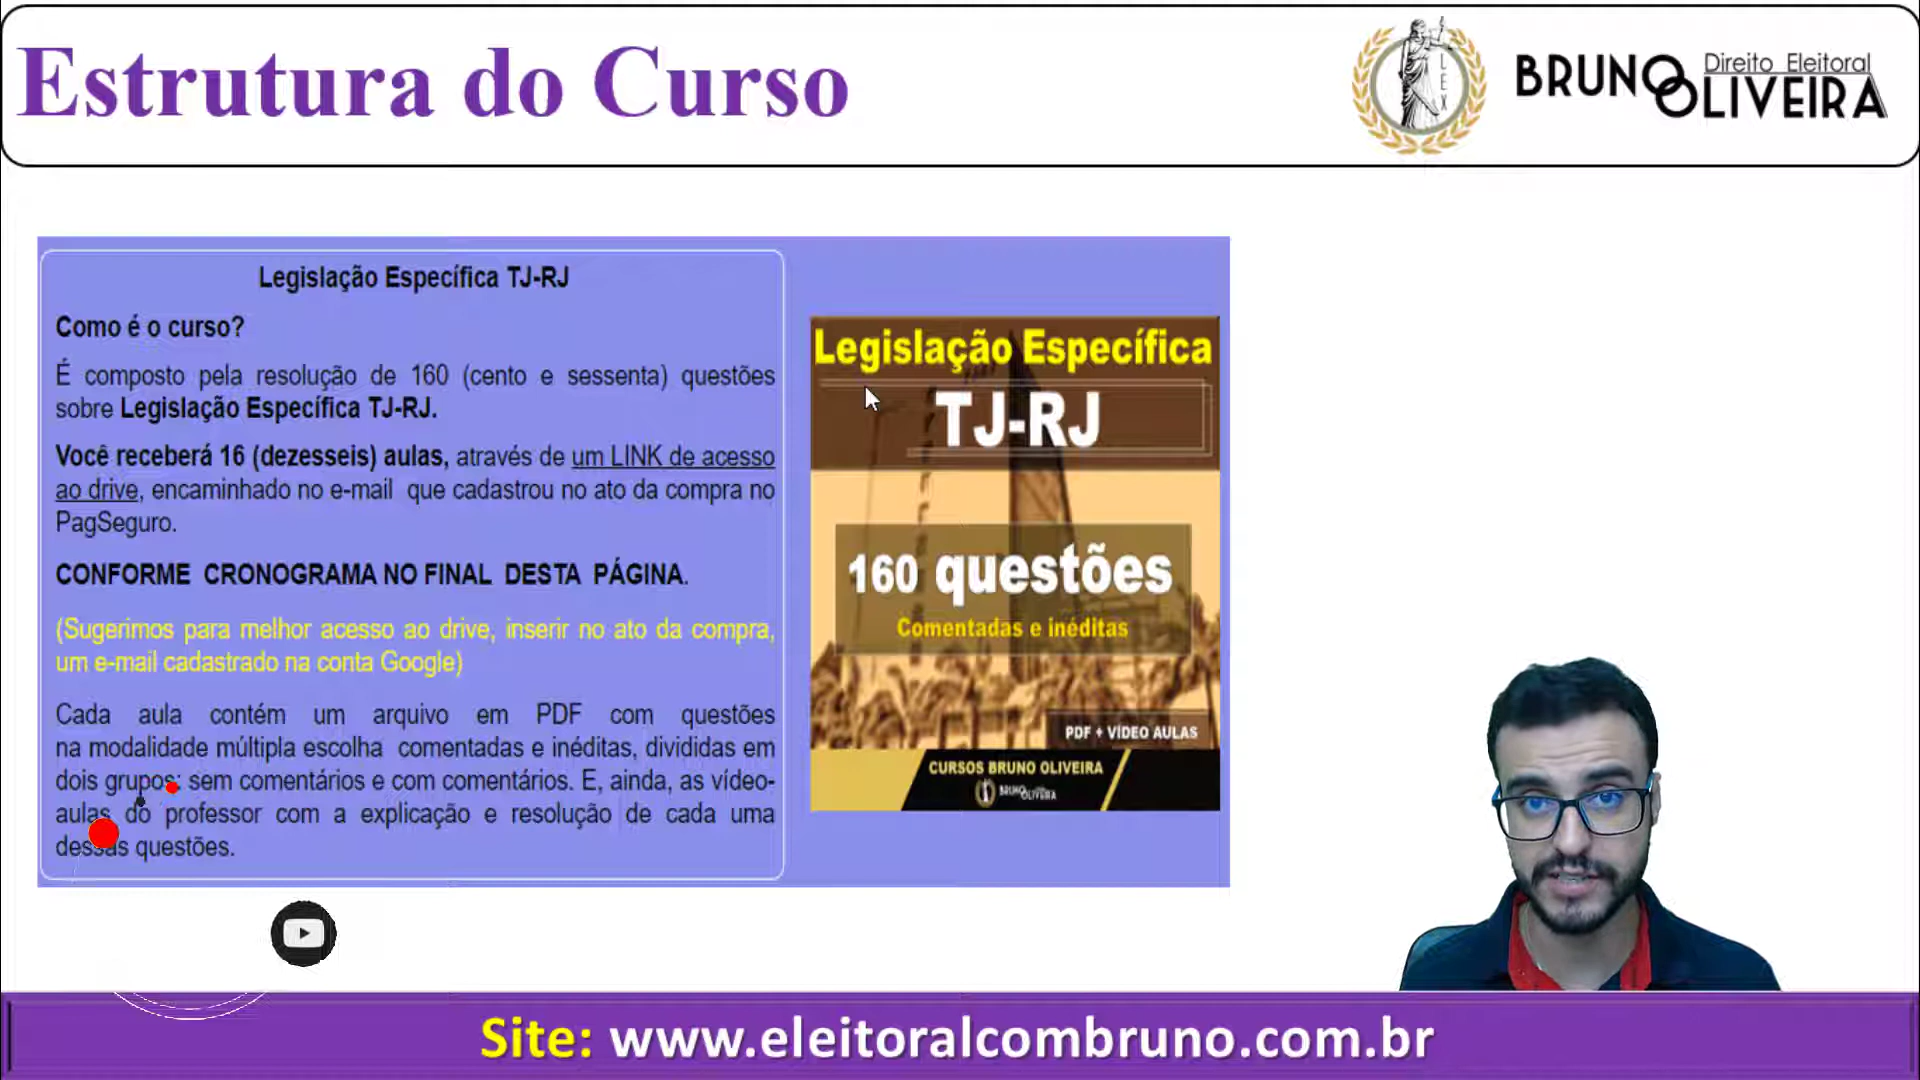 Estrutura do Curso
LEX
Direito Eleitoral
BRUNO OLIVEIRA
Legislação Específica TJ-RJ
Como é o curso?
É composto pela resolução de 160 (cento e sessenta) questões
sobre Legislação Específica TJ-RJ.
Você receberá 16 (dezesseis) aulas, através de um LINK de acesso
ao drive, encaminhado no e-mail que cadastrou no ato da compra no
PagSeguro.
CONFORME CRONOGRAMA NO FINAL DESTA PÁGINA.
(Sugerimos para melhor acesso ao drive, inserir no ato da compra,
um e-mail cadastrado na conta Google)
Cada aula contém um arquivo em PDF com questões
na modalidade múltipla escolha comentadas e inéditas, divididas em
dois grupos: sem comentários e com comentários. E, ainda, as vídeo-
aulas do professor com a explicação e resolução de cada uma
dessas questões.
Legislação Específica
TJ-RJ
160 questões
Comentadas e inéditas
PDF + VÍDEO AULAS
CURSOS BRUNO OLIVEIRA
BRUNO OLIVEIRA
Site: www.eleitoralcombruno.com.br